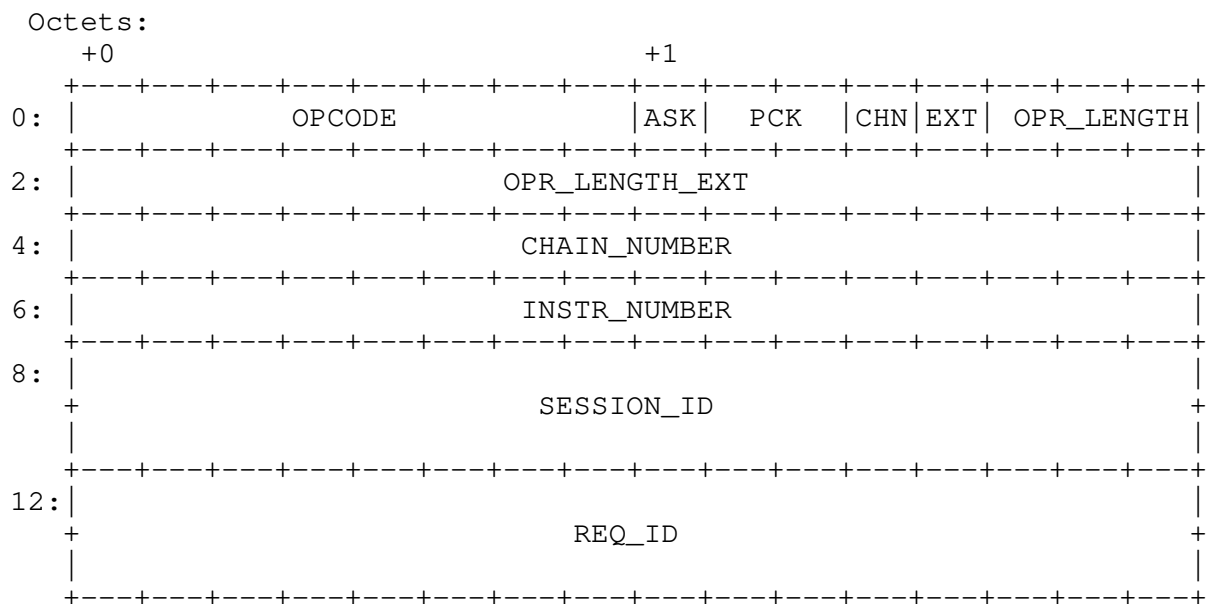 Octets:
+0 +1
+---+---+---+---+---+---+---+---+---+---+---+---+---+---+---+---+
0: | OPCODE |ASK| PCK |CHN|EXT| OPR_LENGTH|
+---+---+---+---+---+---+---+---+---+---+---+---+---+---+---+---+
2: | OPR_LENGTH_EXT |
+---+---+---+---+---+---+---+---+---+---+---+---+---+---+---+---+
4: | CHAIN_NUMBER |
+---+---+---+---+---+---+---+---+---+---+---+---+---+---+---+---+
6: | INSTR_NUMBER |
+---+---+---+---+---+---+---+---+---+---+---+---+---+---+---+---+
8: | |
+ SESSION_ID +
| |
+---+---+---+---+---+---+---+---+---+---+---+---+---+---+---+---+
12:| |
+ REQ_ID +
| |
+---+---+---+---+---+---+---+---+---+---+---+---+---+---+---+---+